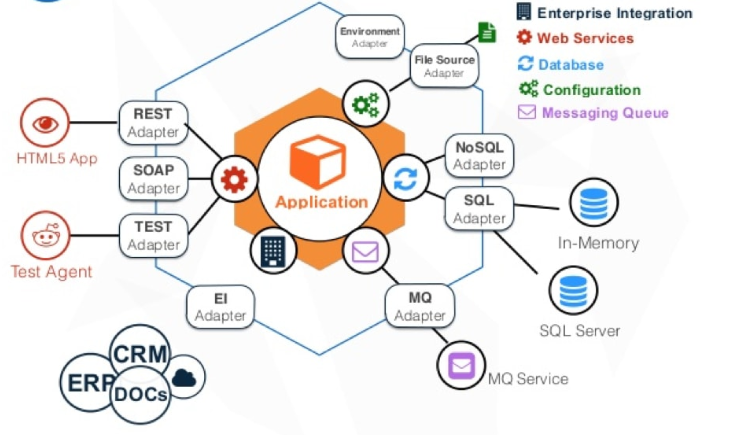 Enterprise Integration
Web Services
Database
Configuration
Messaging Queue
Environment
Adapter
File Source
Adapter
REST
Adapter
HTML5 App
SOAP
Adapter
NoSQL
Adapter
Application
SQL
Adapter
TEST
Adapter
Test Agent
In-Memory
EI
Adapter
MQ
Adapter
SQL Server
CRM
ERP
DOCs
MQ Service